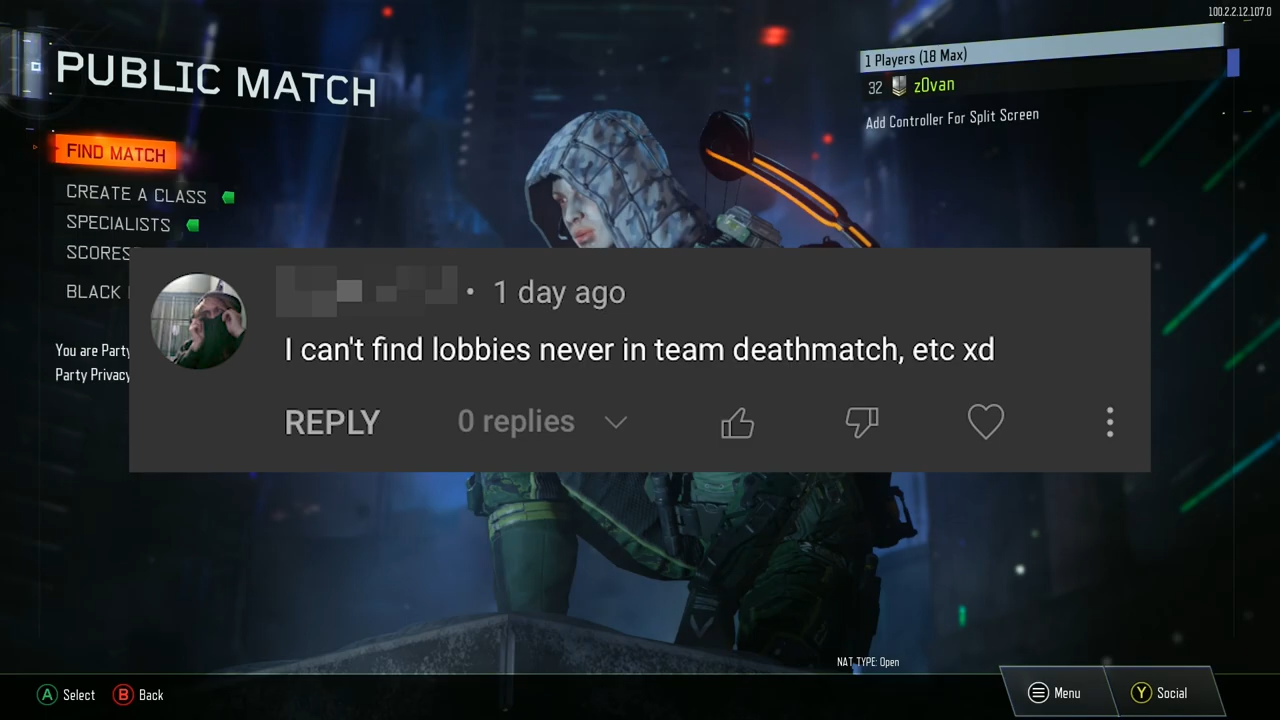 100.2.2.12.107.0
PUBLIC MATCH
1 Players (18 Max)
32 z0van
Add Controller For Split Screen
FIND MATCH
CREATE A CLASS
SPECIALISTS
SCORES
BLACK
You are Party
Party Privacy
• 1 day ago
I can't find lobbies never in team deathmatch, etc xd
REPLY 0 replies
NAT TYPE: Open
A Select B Back
Menu Y Social